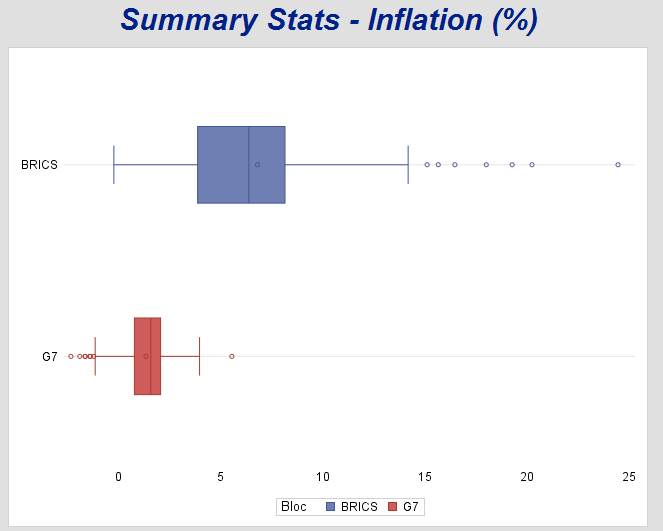 Summary Stats - Inflation (%)
BRICS
G7
0 5 10 15 20 25
Bloc BRICS G7